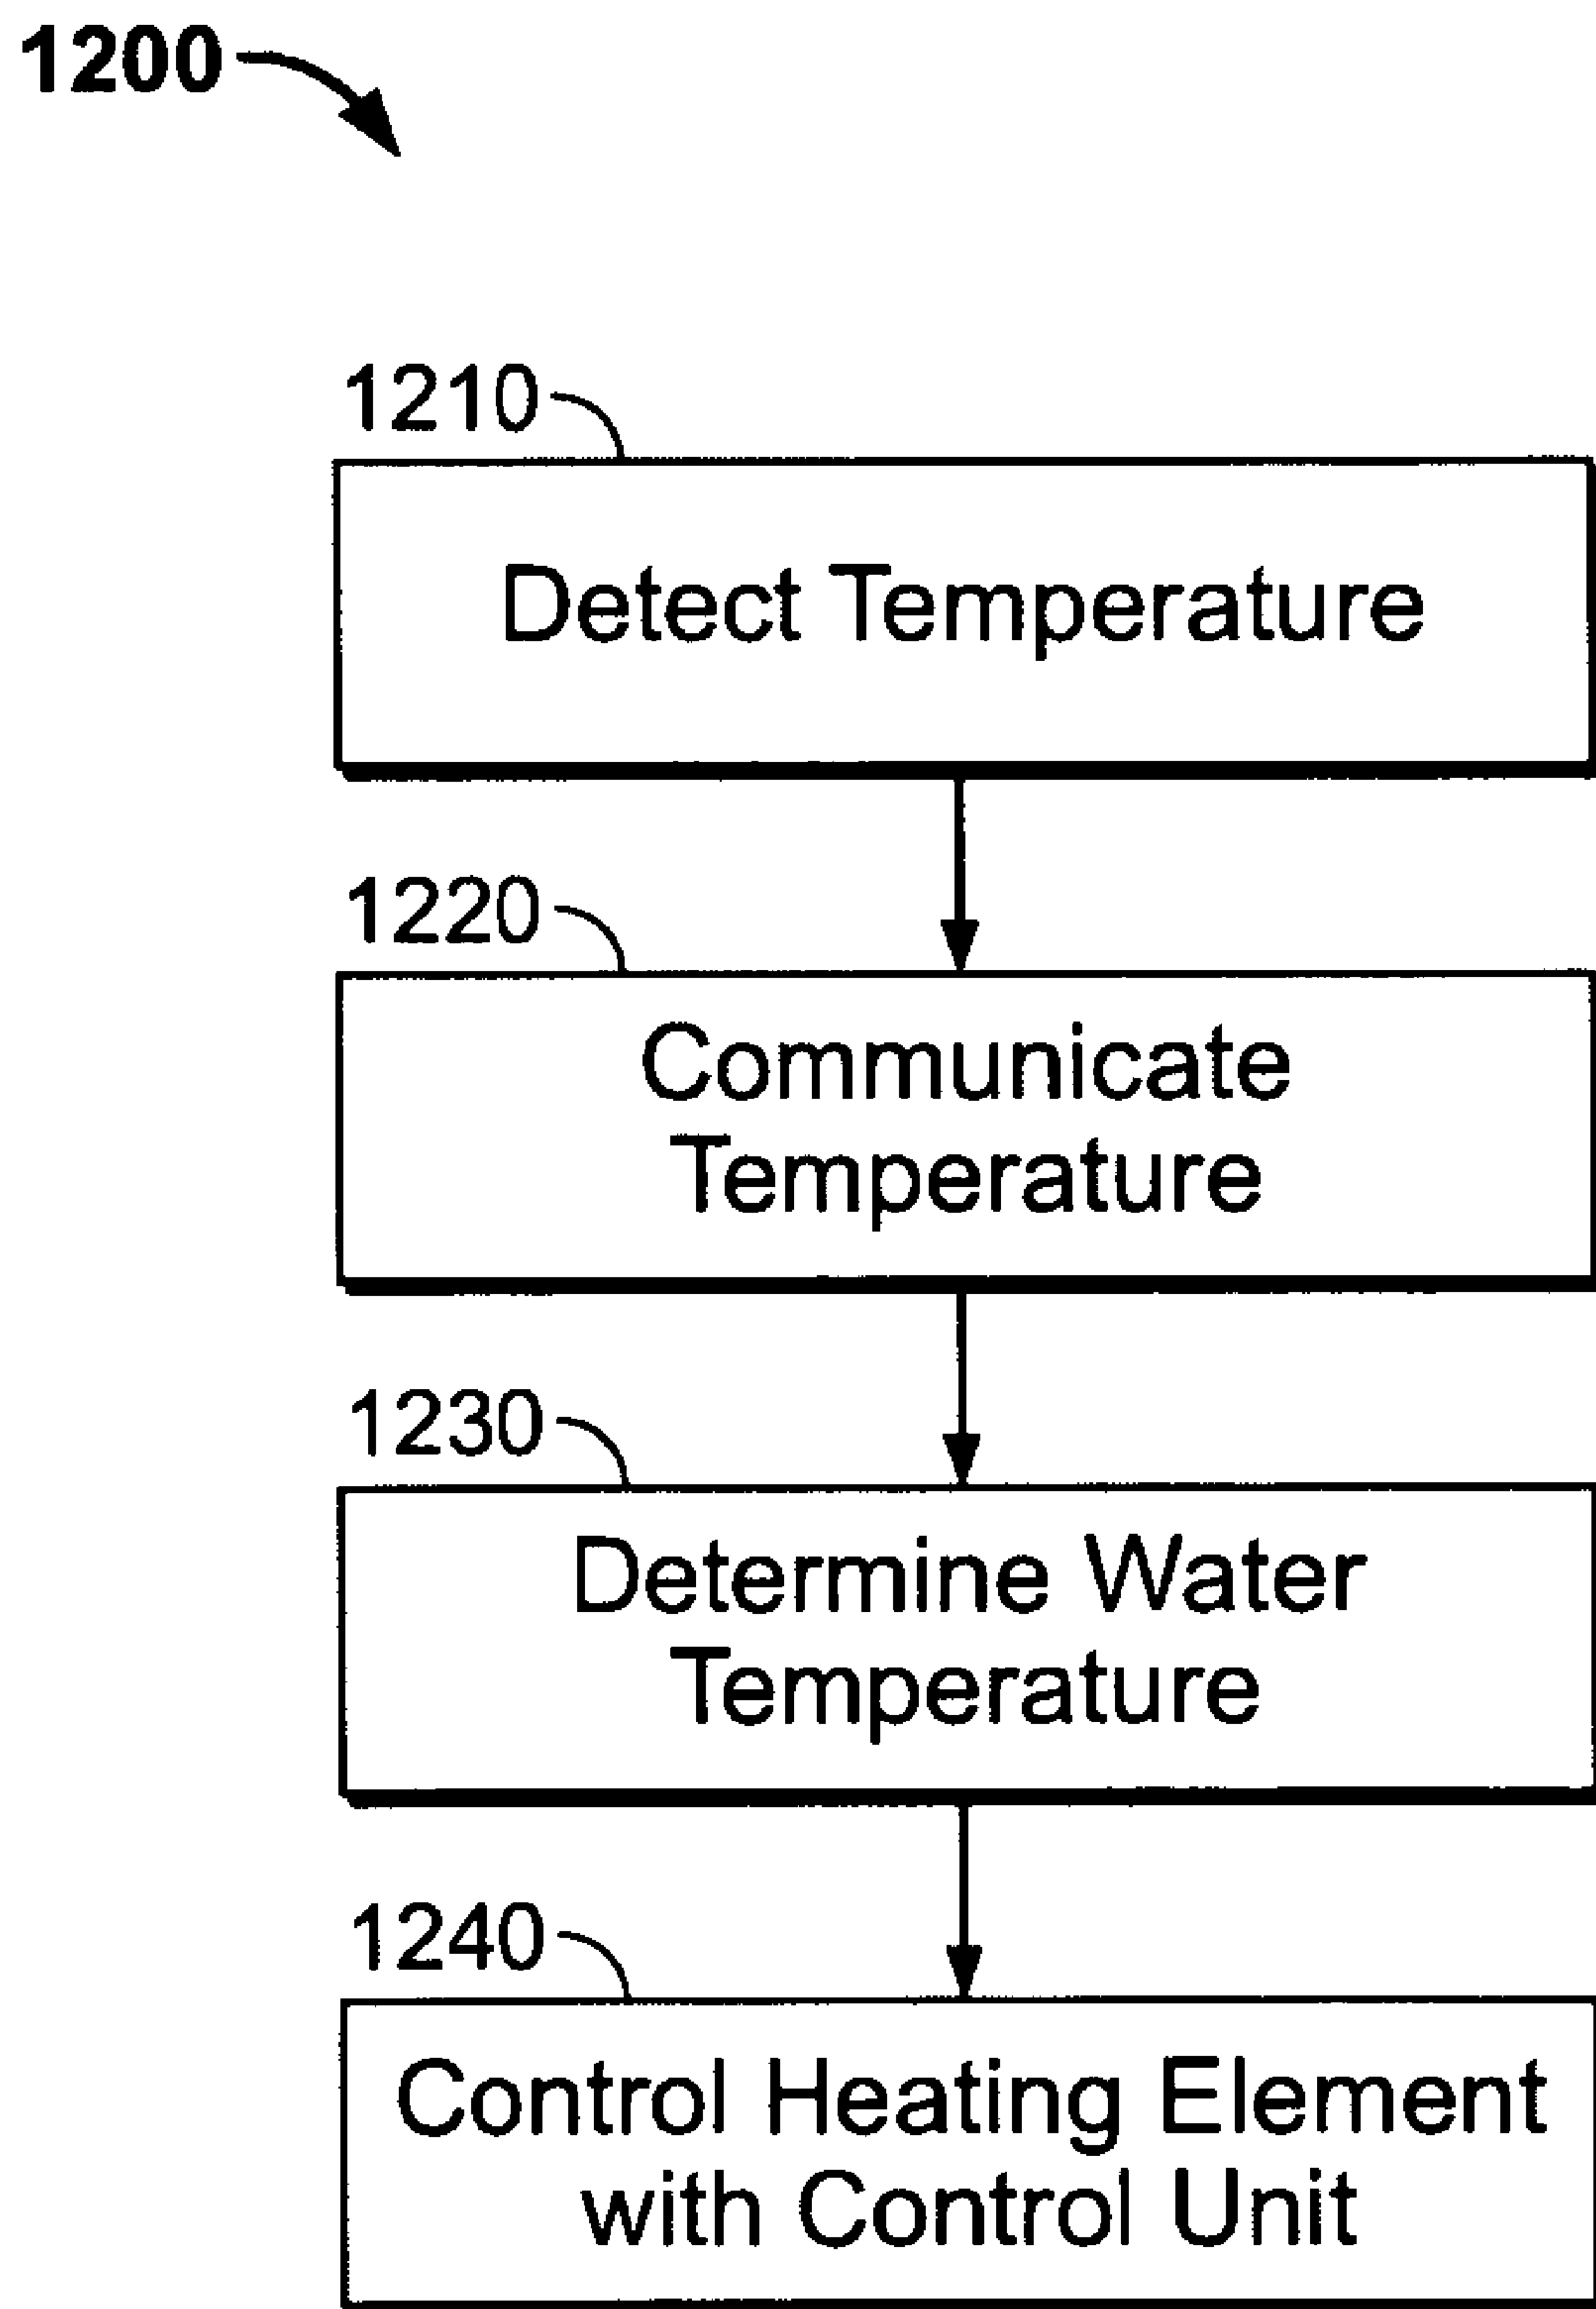 1200
1210
Detect Temperature
1220
Communicate
Temperature
1230
Determine Water
Temperature
1240
Control Heating Element
with Control Unit